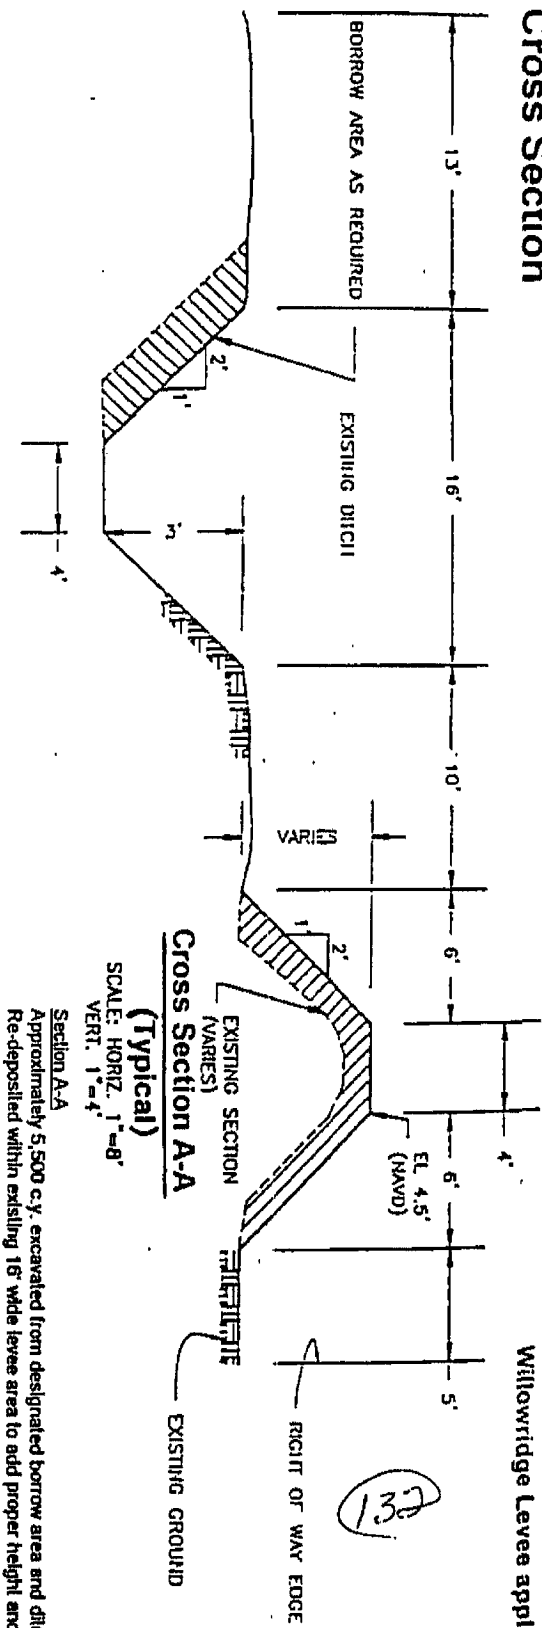 Cross Section
Willowridge Levee appl
13'
16'
10'
6'
4'
6'
5'
BORROW AREA AS REQUIRED
EXISTING DITCH
2'
1'
3'
4'
VARIES
1'
2'
EL. 4.5'
(NAVD)
RIGHT OF WAY EDGE
132
EXISTING SECTION
(VARIES)
EXISTING GROUND
Cross Section A-A
(Typical)
SCALE: HORIZ. 1"=8'
VERT. 1"=4'
Section A-A
Approximately 5,500 c.y. excavated from designated borrow area and
Re-deposited within existing 16' wide levee area to add proper height and